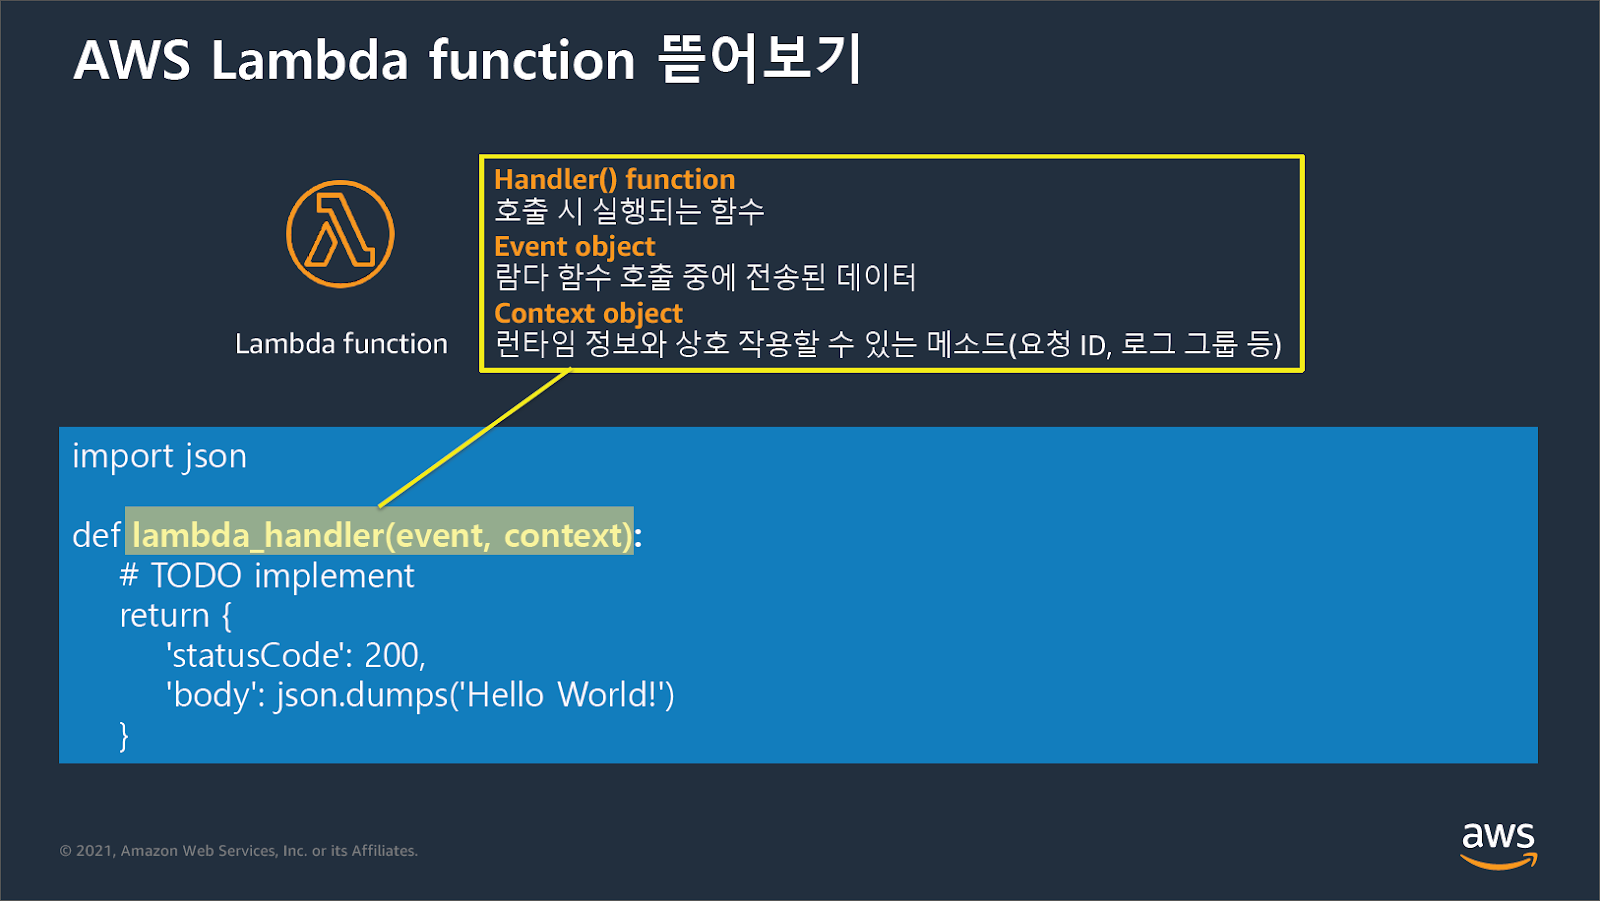 AWS Lambda function 뜯어보기
Handler() function
호출 시 실행되는 함수
Event object
람다 함수 호출 중에 전송된 데이터
Context object
런타임 정보와 상호 작용할 수 있는 메소드(요청 ID, 로그 그룹 등)
Lambda function
import json
def lambda_handler(event, context):
# TODO implement
return {
'statusCode': 200,
'body': json.dumps('Hello World!')
}
© 2021, Amazon Web Services, Inc. or its Affiliates.
aws